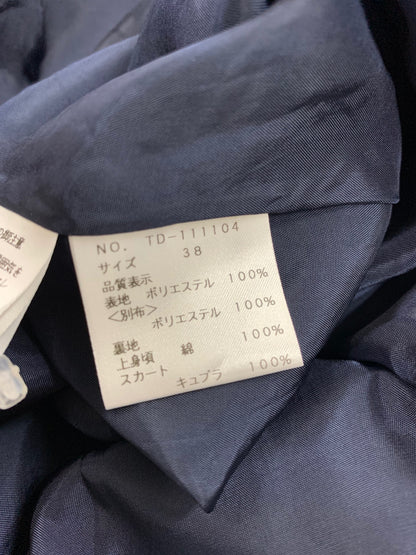 NO. TD-111104
サイズ 38
品質表示
表地 ポリエステル 100%
<別布>
ポリエステル 100%
裏地
上身頃 綿 100%
スカート キュプラ 100%